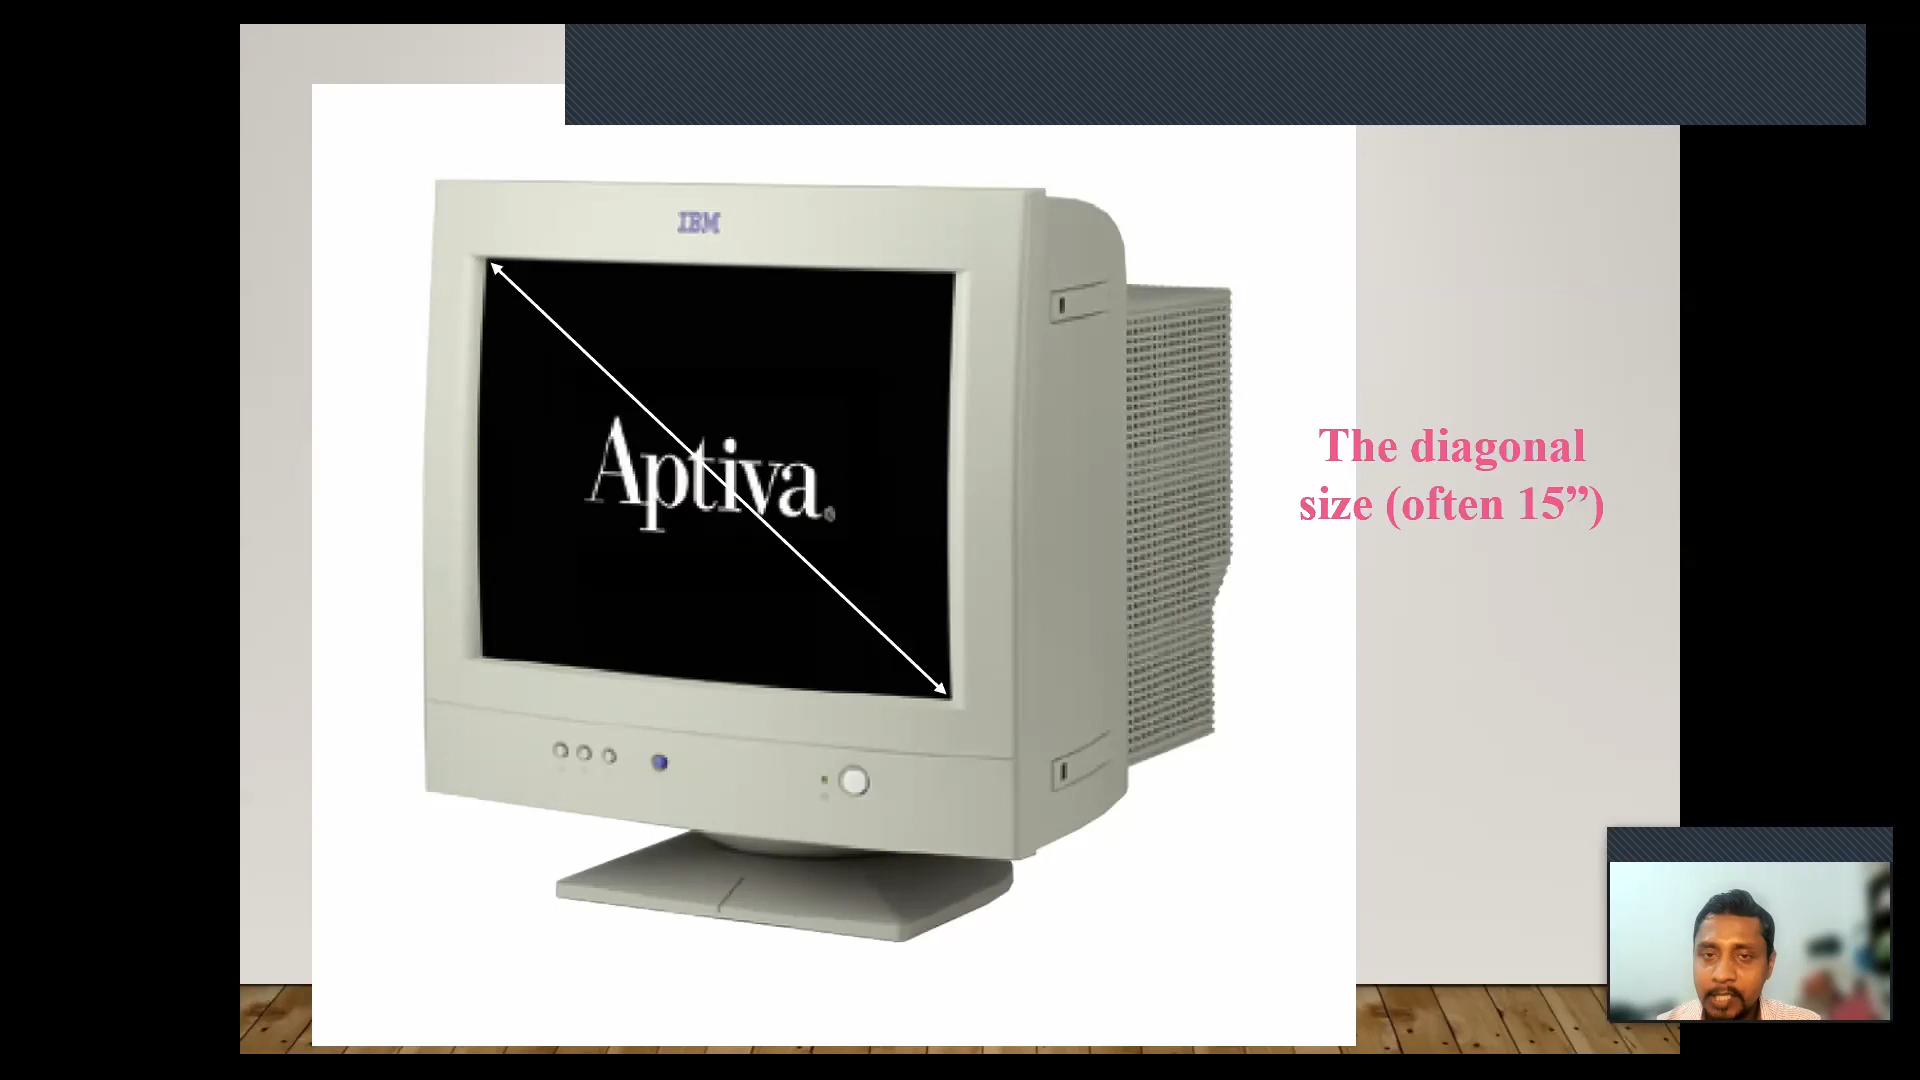 IBM
Aptiva®
The diagonal
size (often 15”)